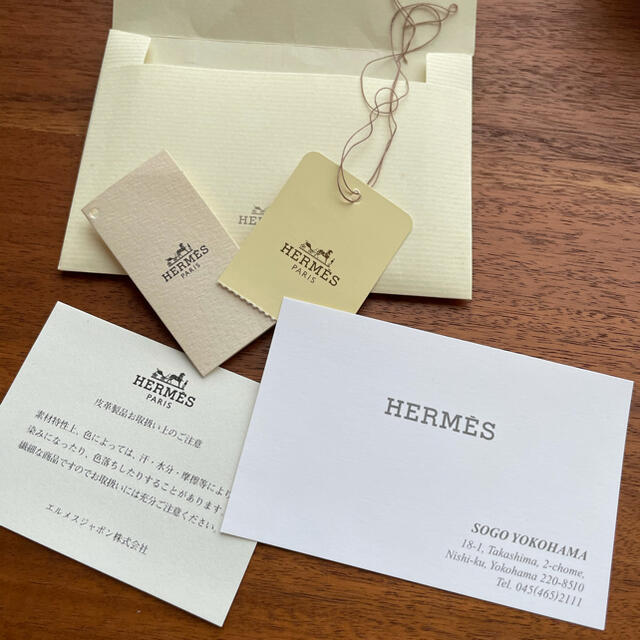 HERMÈS
PARIS
HERMÈS
PARIS
HERMÈS
PARIS
皮革製品お取扱い上のご注意
素材特性上、色によっては、汗・水分・摩擦等により
染みになったり、色落ちしたりすることがあります
繊細な商品ですのでお取扱いには充分ご注意ください。
エルメスジャポン株式会社
HERMÈS
SOGO YOKOHAMA
18-1, Takashima, 2-chome,
Nishi-ku, Yokohama 220-8510
Tel. 045(465)2111